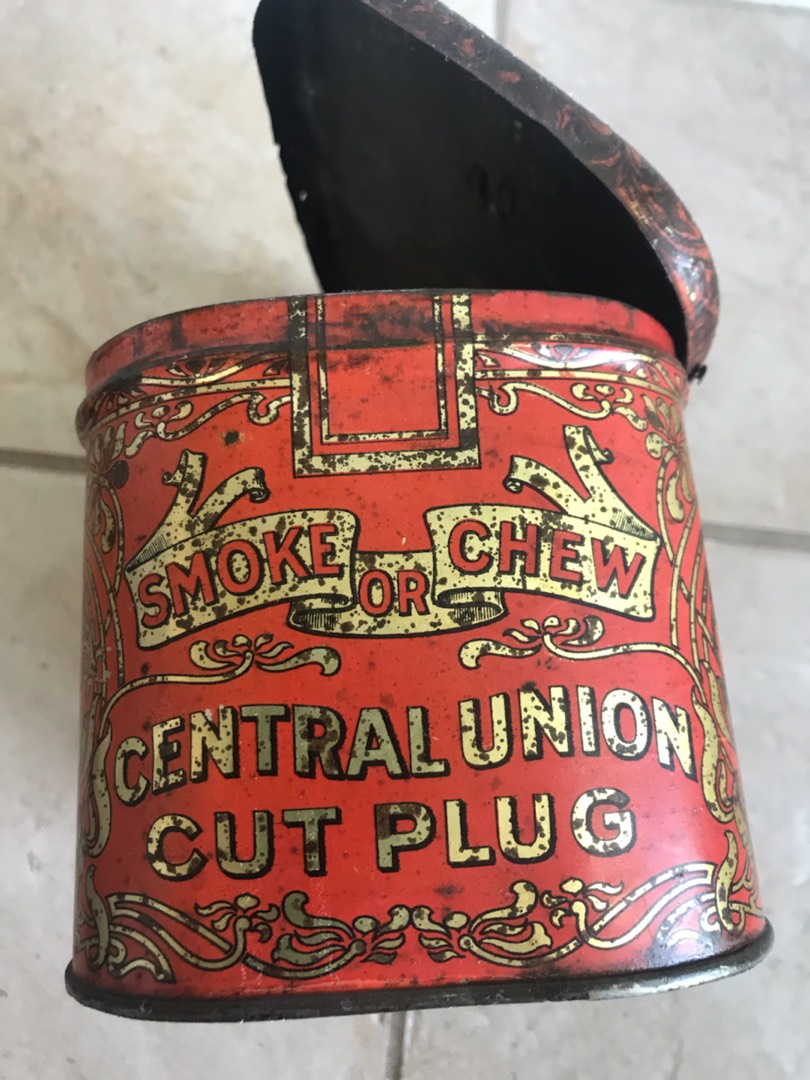 SMOKE OR CHEW
CENTRAL UNION
CUT PLUG